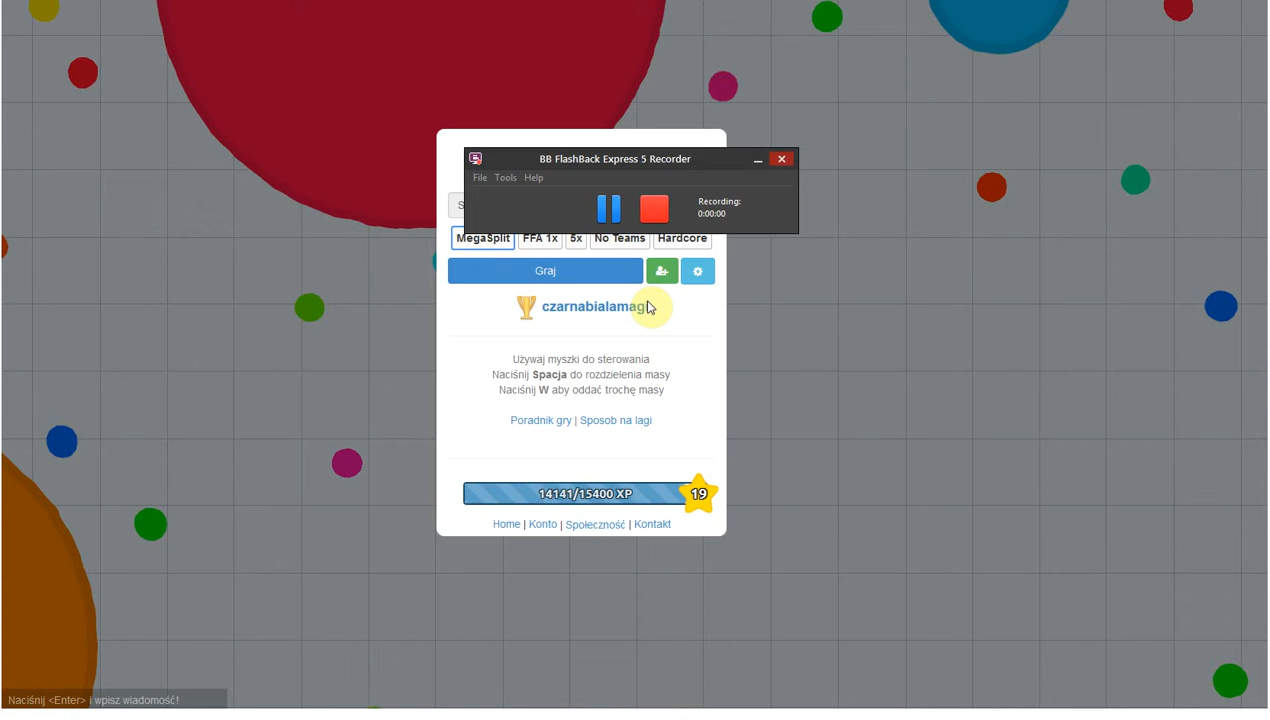 BB FlashBack Express 5 Recorder
File Tools Help
Recording:
0:00:00
S
MegaSplit FFA 1x 5x No Teams Hardcore
Graj
czarnabialamagi
Używaj myszki do sterowania
Naciśnij Spacja do rozdzielenia masy
Naciśnij W aby oddać trochę masy
Poradnik gry | Sposob na lagi
14141/15400 XP 19
Home | Konto | Społeczność | Kontakt
Naciśnij <Enter> i wpisz wiadomość!